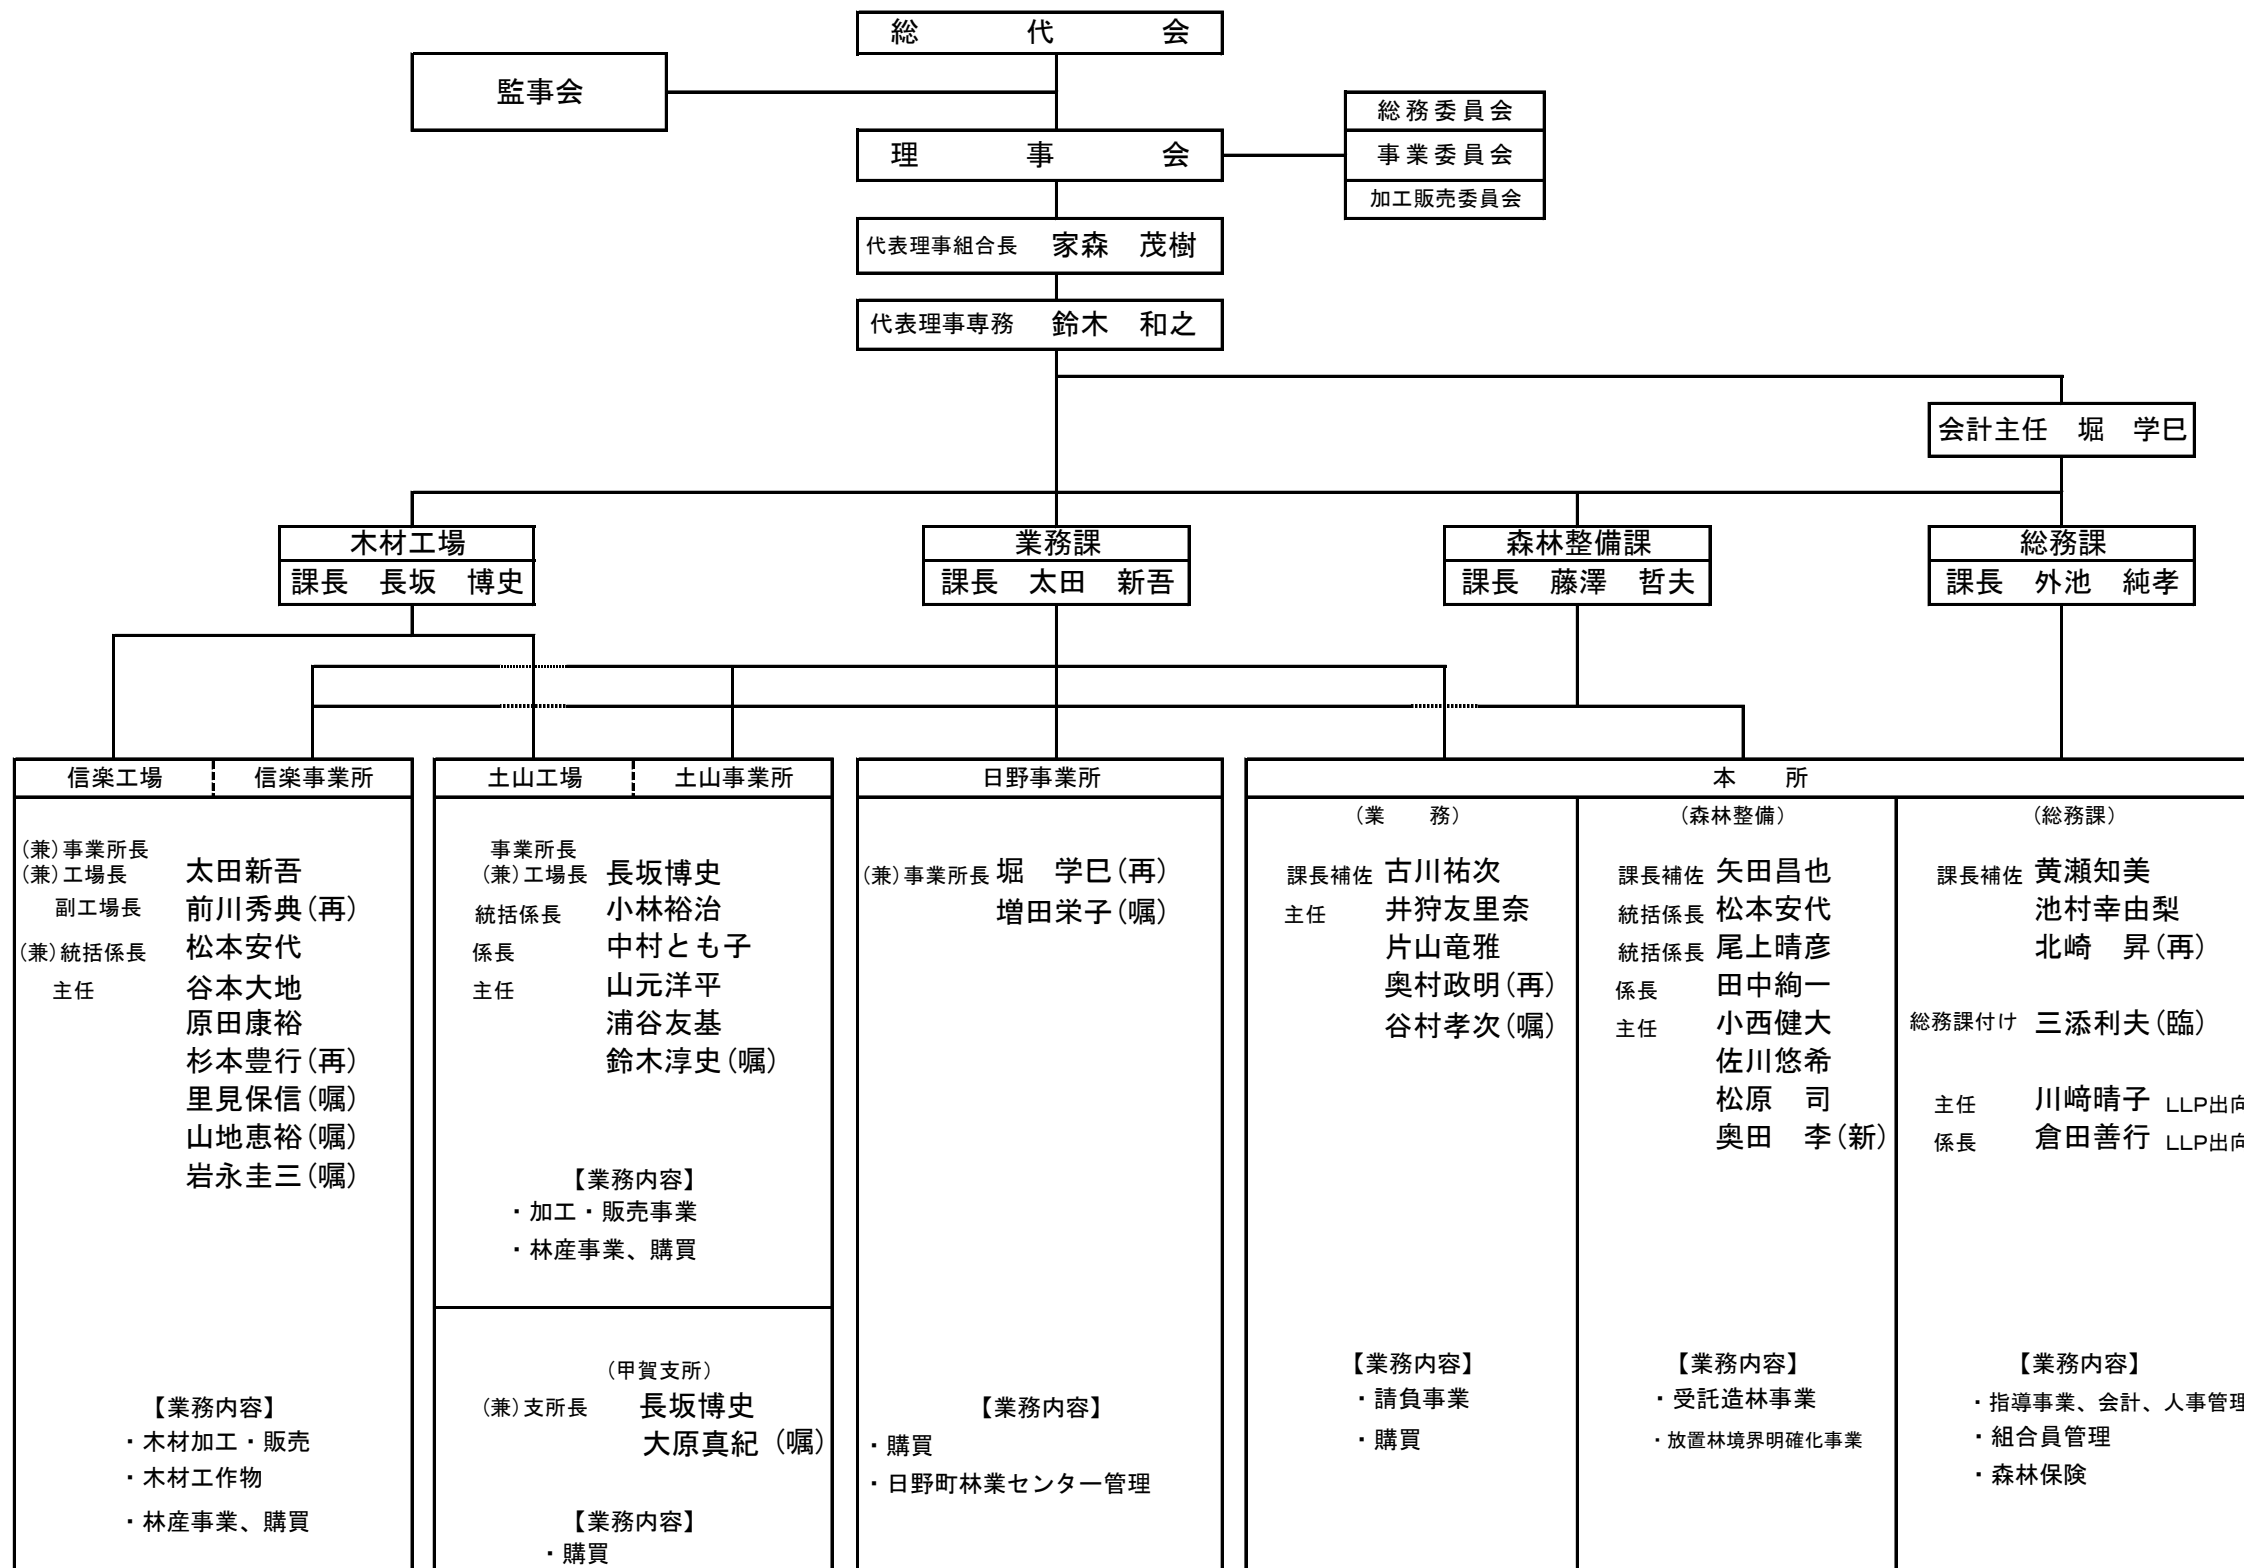 総　代　会
監事会
総務委員会
理　事　会
事業委員会
加工販売委員会
代表理事組合長　家森　茂樹
代表理事専務　鈴木　和之
会計主任　堀　学巳
木材工場
課長　長坂　博史
業務課
課長　太田　新吾
森林整備課
課長　藤澤　哲夫
総務課
課長　外池　純孝
信楽工場　信楽事業所
(兼)事業所長
(兼)工場長　太田新吾
副工場長　前川秀典(再)
(兼)統括係長　松本安代
主任　谷本大地
原田康裕
杉本豊行(再)
里見保信(嘱)
山地恵裕(嘱)
岩永圭三(嘱)
【業務内容】
・木材加工・販売
・木材工作物
・林産事業、購買
土山工場　土山事業所
事業所長
(兼)工場長　長坂博史
統括係長　小林裕治
係長　中村とも子
主任　山元洋平
浦谷友基
鈴木淳史(嘱)
【業務内容】
・加工・販売事業
・林産事業、購買
(甲賀支所)
(兼)支所長　長坂博史
大原真紀(嘱)
【業務内容】
・購買
日野事業所
(兼)事業所長　堀　学巳(再)
増田栄子(嘱)
【業務内容】
・購買
・日野町林業センター管理
本　所
(業　務)
課長補佐　古川祐次
主任　井狩友里奈
片山竜雅
奥村政明(再)
谷村孝次(嘱)
【業務内容】
・請負事業
・購買
(森林整備)
課長補佐　矢田昌也
統括係長　松本安代
統括係長　尾上晴彦
係長　田中絢一
主任　小西健大
佐川悠希
松原　司
奥田　李(新)
【業務内容】
・受託造林事業
・放置林境界明確化事業
(総務課)
課長補佐　黄瀬知美
池村幸由梨
北崎　昇(再)
総務課付け　三添利夫(臨)
主任　川﨑晴子　LLP出向
係長　倉田善行　LLP出向
【業務内容】
・指導事業、会計、人事管理
・組合員管理
・森林保険